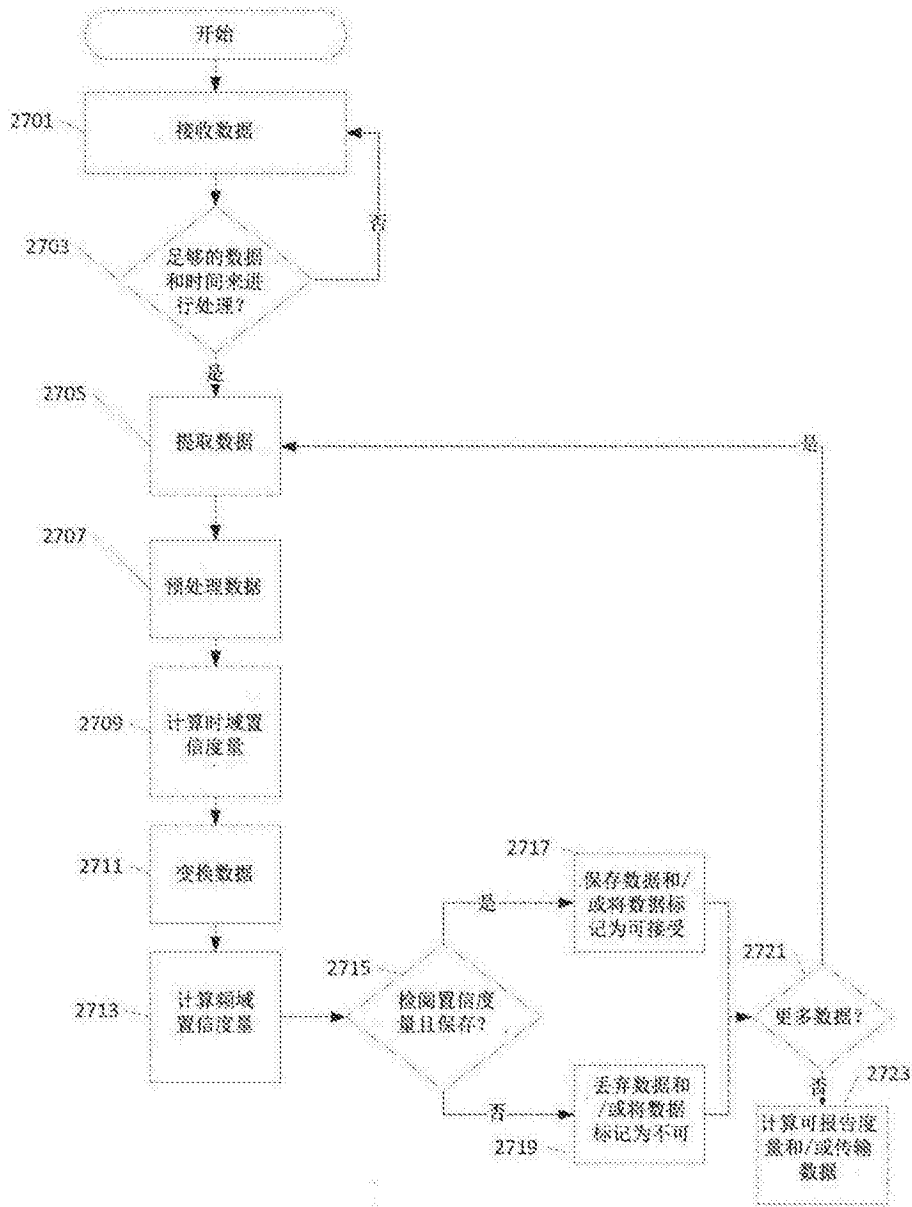 开始
2701
接收数据
否
2703
足够的数据
和时间来进
行处理?
是
2705
提取数据
是
2707
预处理数据
2709
计算时域置
信度量
2711
变换数据
2713
计算频域
置信度量
2715
检阅置信度
量且保存?
是
2717
保存数据和/
或将数据标
记为可接受
否
丢弃数据和
/或将数据
标记为不可
2719
2721
更多数据?
否
2723
计算可报告度
量和/或传输
数据